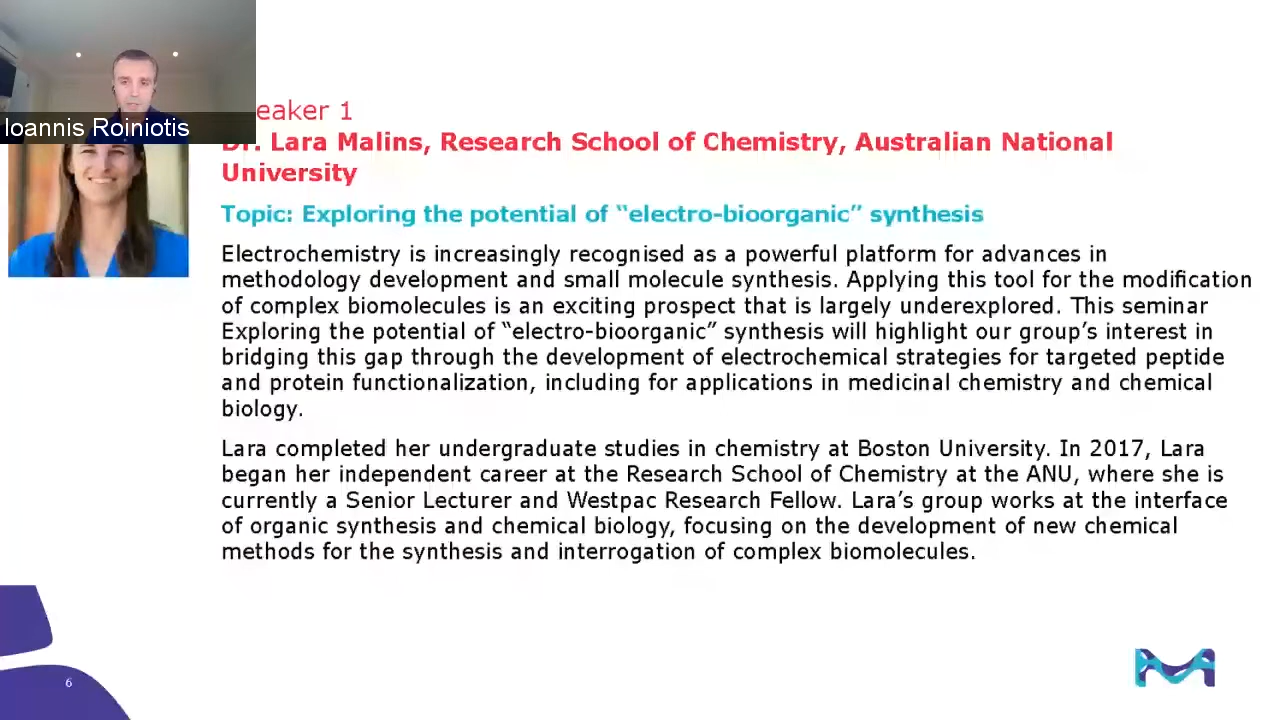 Ioannis Roiniotis
eaker 1
Dr. Lara Malins, Research School of Chemistry, Australian National
University
Topic: Exploring the potential of “electro-bioorganic” synthesis
Electrochemistry is increasingly recognised as a powerful platform for advances in
methodology development and small molecule synthesis. Applying this tool for the modification
of complex biomolecules is an exciting prospect that is largely underexplored. This seminar
Exploring the potential of “electro-bioorganic” synthesis will highlight our group’s interest in
bridging this gap through the development of electrochemical strategies for targeted peptide
and protein functionalization, including for applications in medicinal chemistry and chemical
biology.
Lara completed her undergraduate studies in chemistry at Boston University. In 2017, Lara
began her independent career at the Research School of Chemistry at the ANU, where she is
currently a Senior Lecturer and Westpac Research Fellow. Lara’s group works at the interface
of organic synthesis and chemical biology, focusing on the development of new chemical
methods for the synthesis and interrogation of complex biomolecules.
6